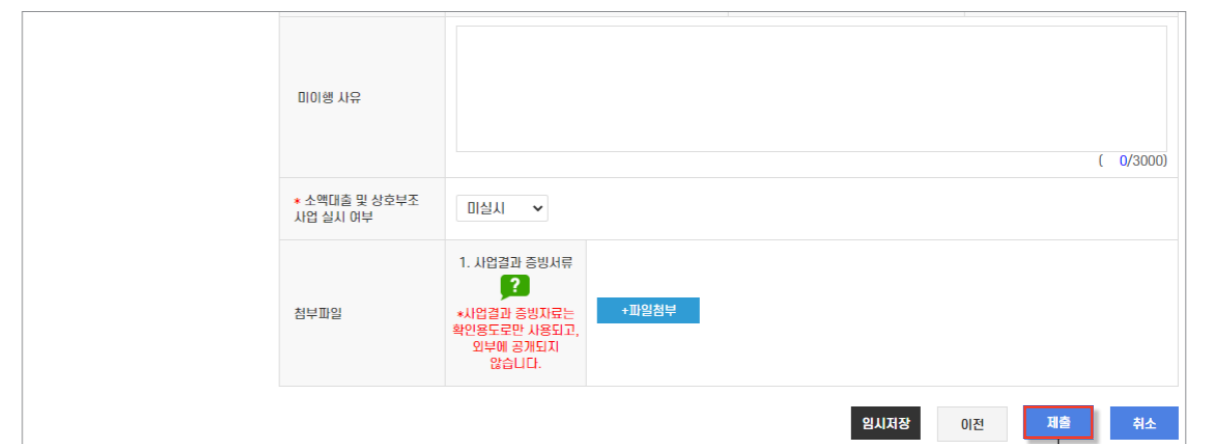 미이행 사유
( 0/3000)
* 소액대출 및 상호부조
사업 실시 여부
미실시
첨부파일
1. 사업결과 증빙서류
?
*사업결과 증빙자료는
확인용도로만 사용되고,
외부에 공개되지
않습니다.
+파일첨부
임시저장 이전 제출 취소